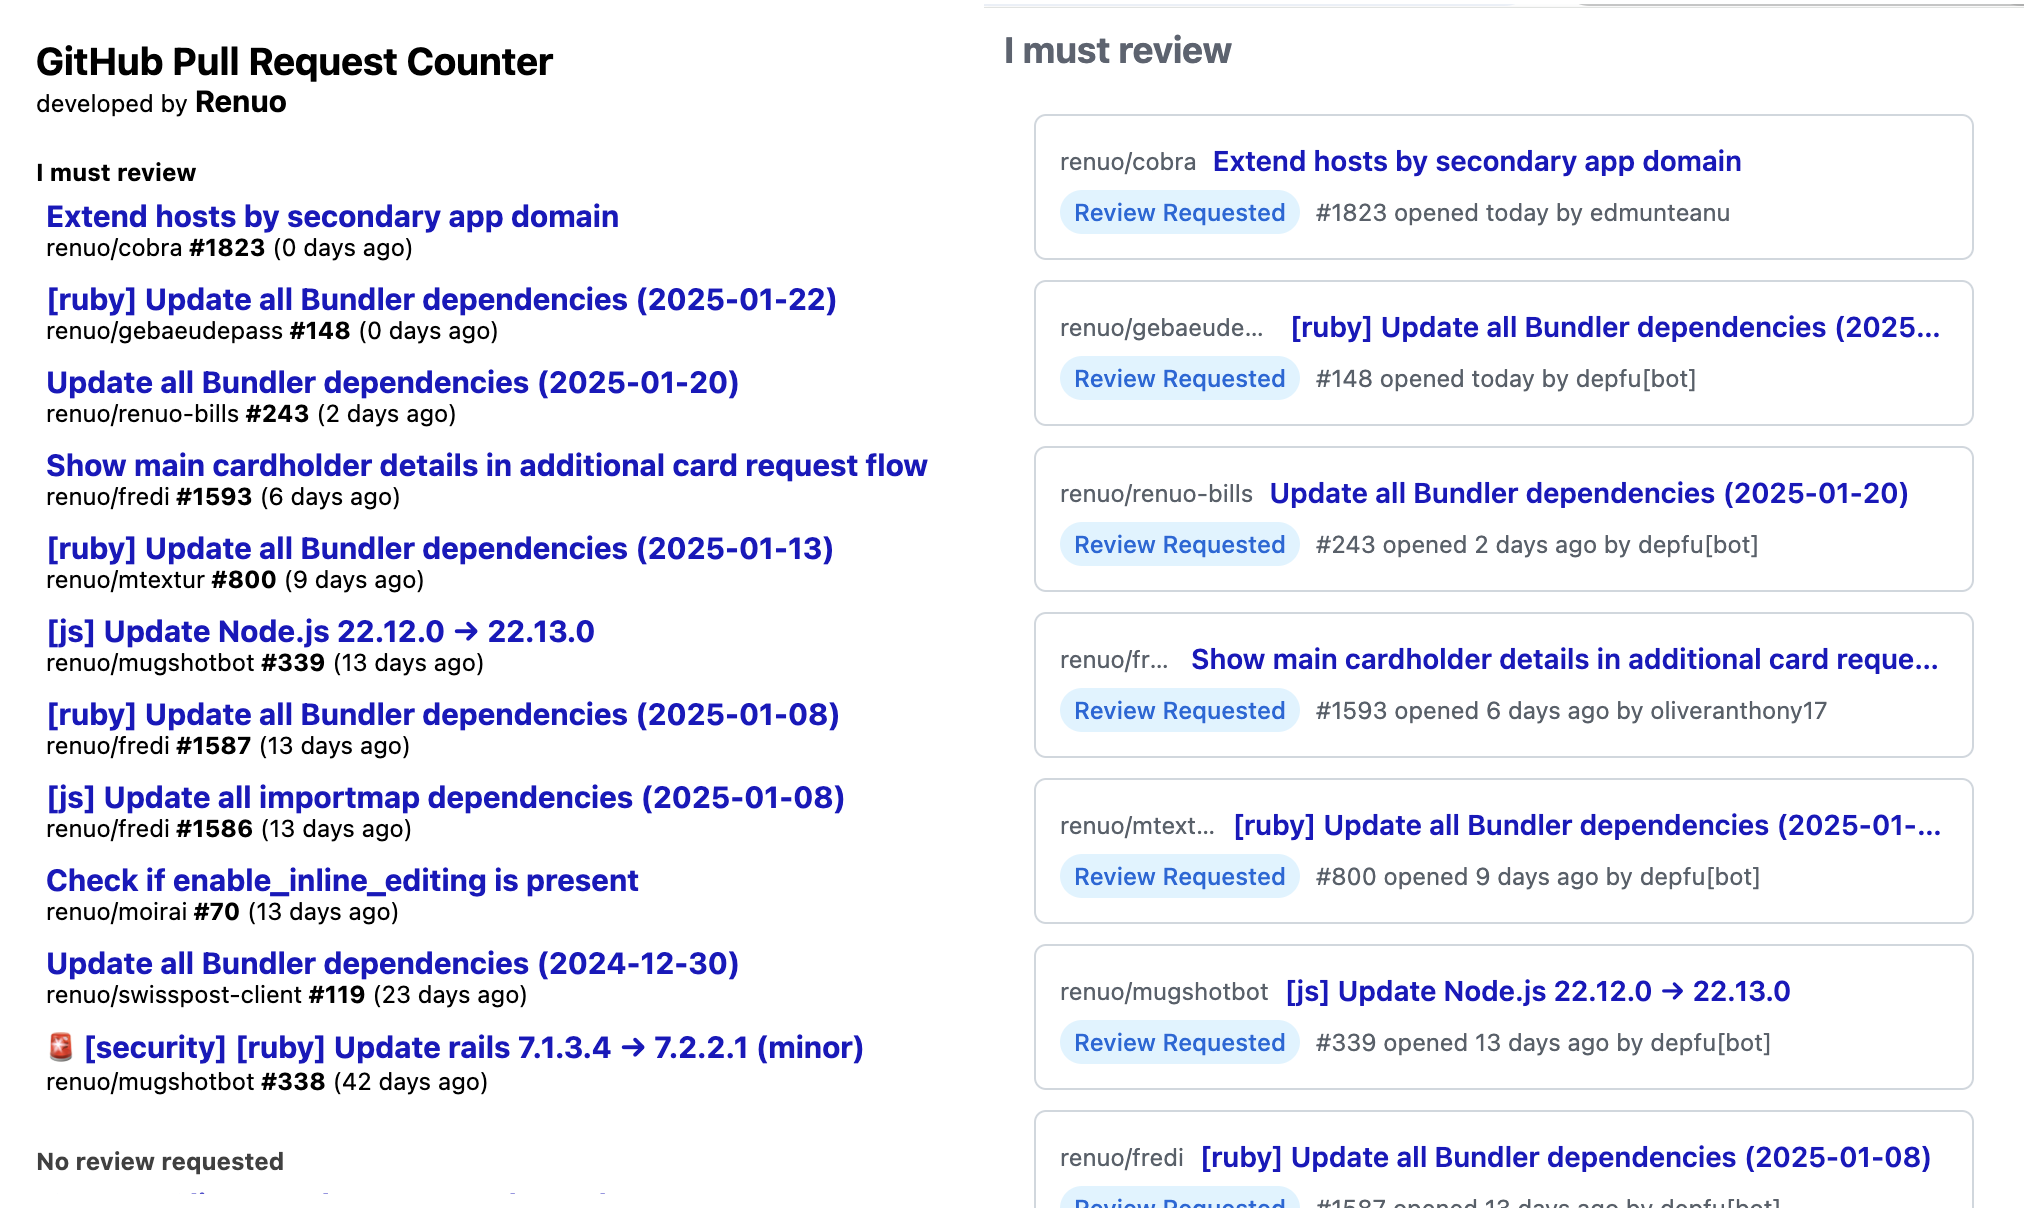 GitHub Pull Request Counter
developed by Renuo
I must review
Extend hosts by secondary app domain
renuo/cobra #1823 (0 days ago)
[ruby] Update all Bundler dependencies (2025-01-22)
renuo/gebaeudepass #148 (0 days ago)
Update all Bundler dependencies (2025-01-20)
renuo/renuo-bills #243 (2 days ago)
Show main cardholder details in additional card request flow
renuo/fredi #1593 (6 days ago)
[ruby] Update all Bundler dependencies (2025-01-13)
renuo/mtextur #800 (9 days ago)
[js] Update Node.js 22.12.0 → 22.13.0
renuo/mugshotbot #339 (13 days ago)
[ruby] Update all Bundler dependencies (2025-01-08)
renuo/fredi #1587 (13 days ago)
[js] Update all importmap dependencies (2025-01-08)
renuo/fredi #1586 (13 days ago)
Check if enable_inline_editing is present
renuo/moirai #70 (13 days ago)
Update all Bundler dependencies (2024-12-30)
renuo/swisspost-client #119 (23 days ago)
🚨 [security] [ruby] Update rails 7.1.3.4 → 7.2.2.1 (minor)
renuo/mugshotbot #338 (42 days ago)
No review requested
I must review
renuo/cobra Extend hosts by secondary app domain
Review Requested #1823 opened today by edmunteanu
renuo/gebaeude... [ruby] Update all Bundler dependencies (2025...
Review Requested #148 opened today by depfu[bot]
renuo/renuo-bills Update all Bundler dependencies (2025-01-20)
Review Requested #243 opened 2 days ago by depfu[bot]
renuo/fr... Show main cardholder details in additional card reque...
Review Requested #1593 opened 6 days ago by oliveranthony17
renuo/mtext... [ruby] Update all Bundler dependencies (2025-01-...
Review Requested #800 opened 9 days ago by depfu[bot]
renuo/mugshotbot [js] Update Node.js 22.12.0 → 22.13.0
Review Requested #339 opened 13 days ago by depfu[bot]
renuo/fredi [ruby] Update all Bundler dependencies (2025-01-08)
Review Requested #1587 opened 13 days ago by depfu[bot]